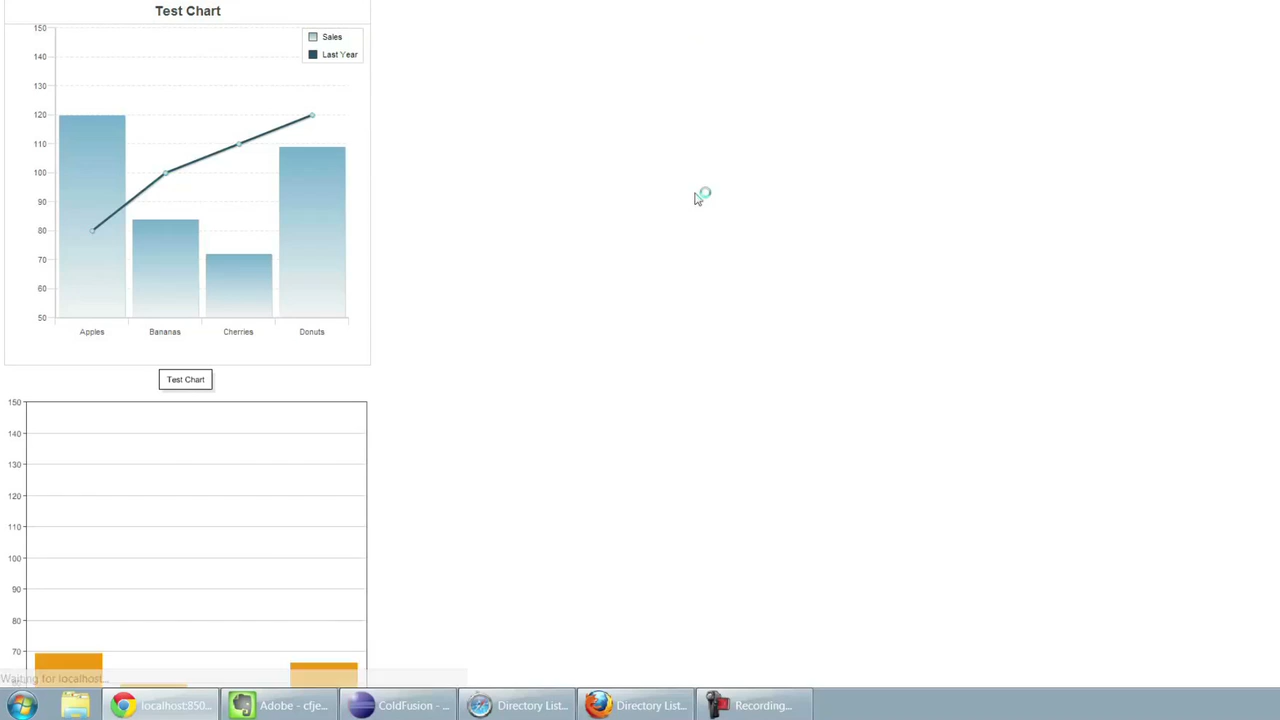 Test Chart
150
Sales
Last Year
140
130
120
110
100
90
80
70
60
50
Apples Bananas Cherries Donuts
Test Chart
150
140
130
120
110
100
90
80
70
Waiting for localhost...
localhost:850... Adobe - cfje... ColdFusion - ... Directory List... Directory List... Recording...